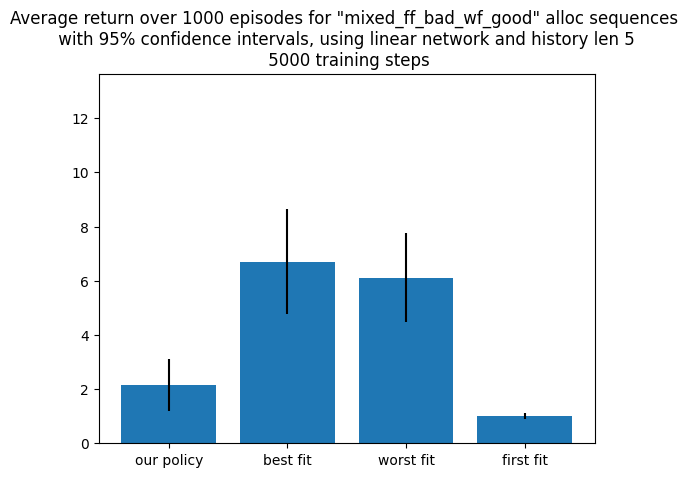 Average return over 1000 episodes for "mixed_ff_bad_wf_good" alloc sequences
with 95% confidence intervals, using linear network and history len 5
5000 training steps
12
10
8
6
4
2
0
our policy best fit worst fit first fit